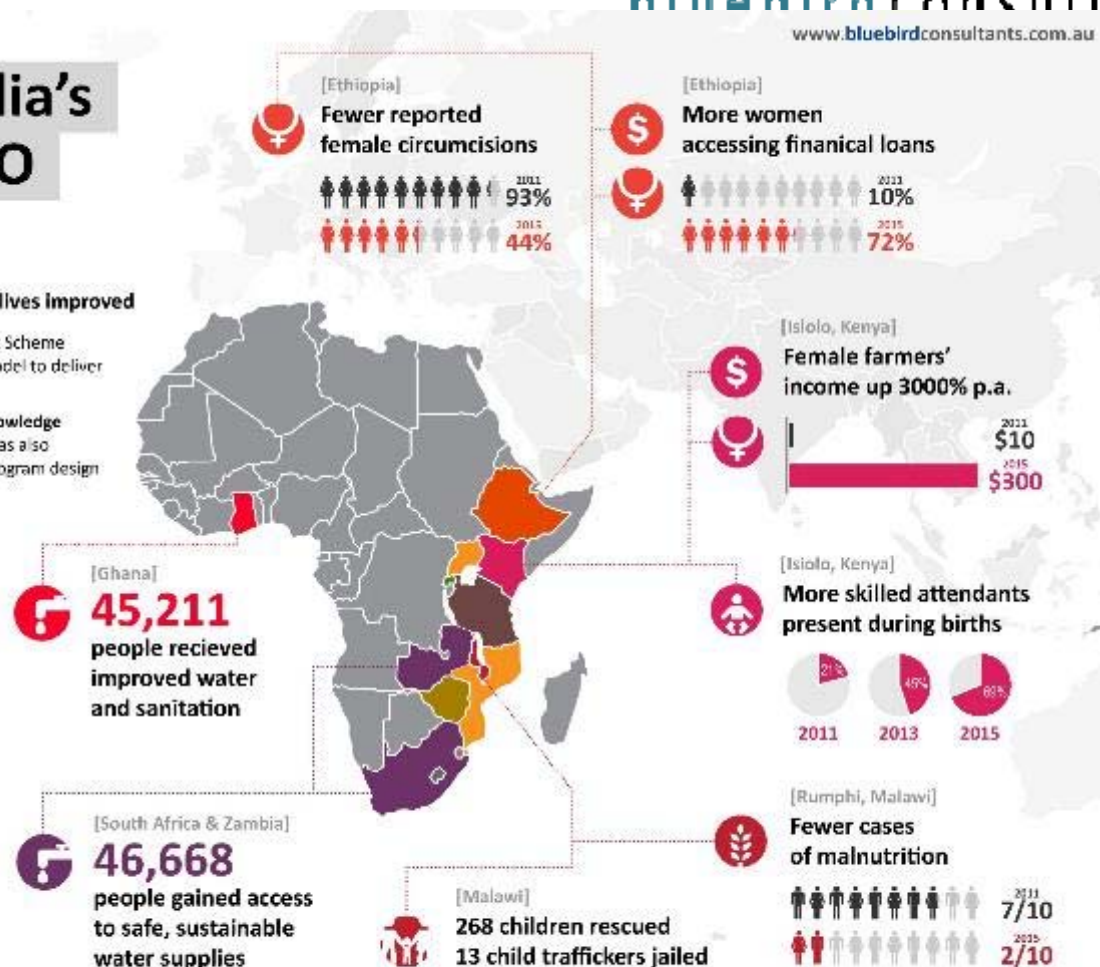 www.bluebirdconsultants.com.au
lia's
O
lives improved
Scheme
del to deliver
owledge
as also
ogram design
[Ethiopia]
Fewer reported
female circumcisions
2011
93%
2015
44%
[Ethiopia]
More women
accessing finanical loans
2011
10%
2015
72%
[Isiolo, Kenya]
Female farmers'
income up 3000% p.a.
2011
$10
2015
$300
[Isiolo, Kenya]
More skilled attendants
present during births
21%
2011
2013
2015
[Ghana]
45,211
people recieved
improved water
and sanitation
[South Africa & Zambia]
46,668
people gained access
to safe, sustainable
water supplies
[Malawi]
268 children rescued
13 child traffickers jailed
[Rumphi, Malawi]
Fewer cases
of malnutrition
2011
7/10
2015
2/10